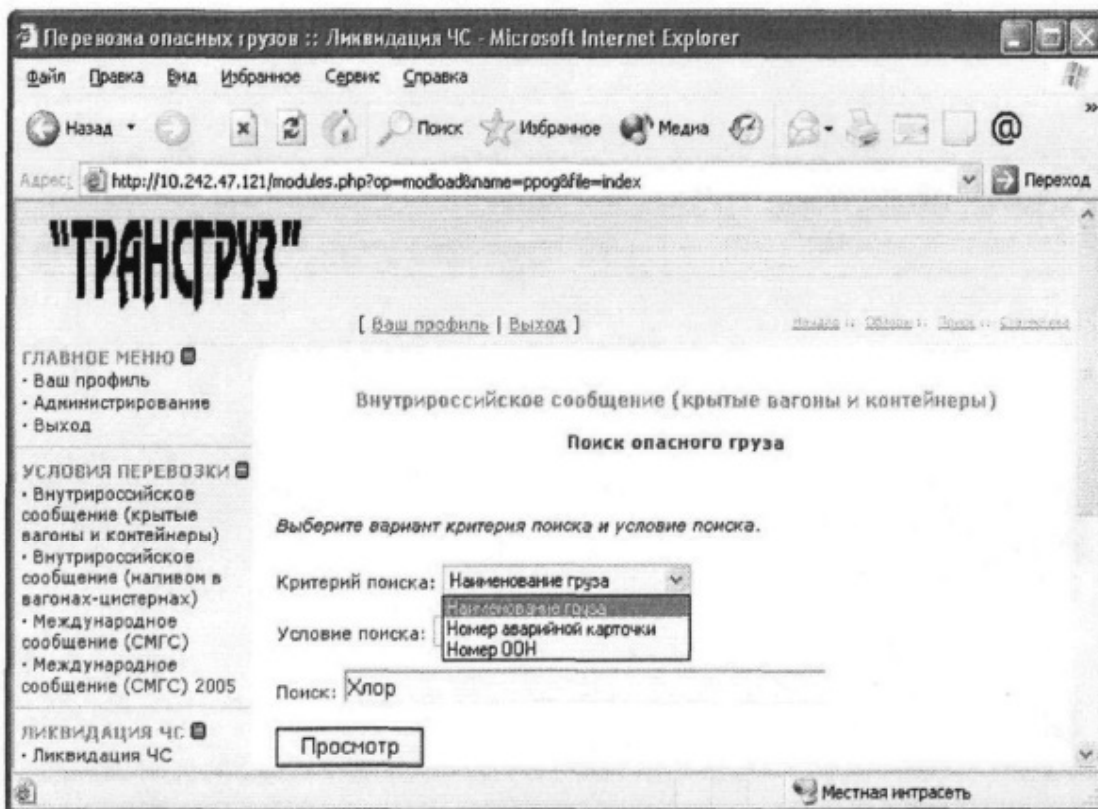 Перевозка опасных грузов :: Ликвидация ЧС - Microsoft Internet Explorer
Файл Правка Вид Избранное Сервис Справка
Назад Поиск Избранное Медиа @ »
Адрес: http://10.242.47.121/modules.php?op=modload&name=ppog&file=index Переход
"ТРАНСГРУЗ"
[ Ваш профиль | Выход ] Начало :: Обзоры :: Поиск :: Статистика
ГЛАВНОЕ МЕНЮ
· Ваш профиль
· Администрирование
· Выход
УСЛОВИЯ ПЕРЕВОЗКИ
· Внутрироссийское
сообщение (крытые
вагоны и контейнеры)
· Внутрироссийское
сообщение (наливом в
вагонах-цистернах)
· Международное
сообщение (СМГС)
· Международное
сообщение (СМГС) 2005
ЛИКВИДАЦИЯ ЧС
· Ликвидация ЧС
Внутрироссийское сообщение (крытые вагоны и контейнеры)
Поиск опасного груза
Выберите вариант критерия поиска и условие поиска.
Критерий поиска: Наименование груза
Наименование груза
Условие поиска: Номер аварийной карточки
Номер ООН
Поиск: Хлор
Просмотр
Местная интрасеть